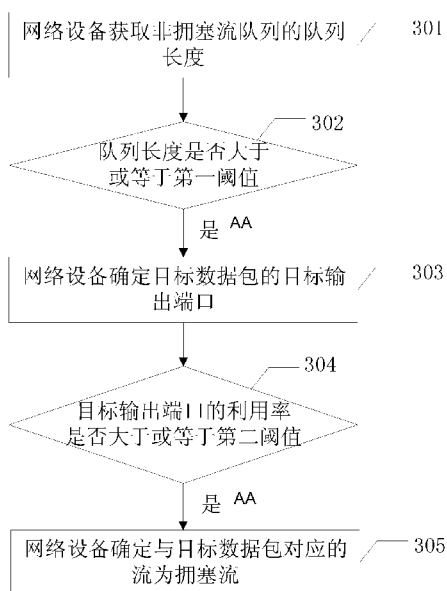 网络设备获取非拥塞流队列的队列
长度
301
302
队列长度是否大于
或等于第一阈值
是 AA
网络设备确定目标数据包的目标输
出端口
303
304
目标输出端口的利用率
是否大于或等于第二阈值
是 AA
网络设备确定与目标数据包对应的
流为拥塞流
305